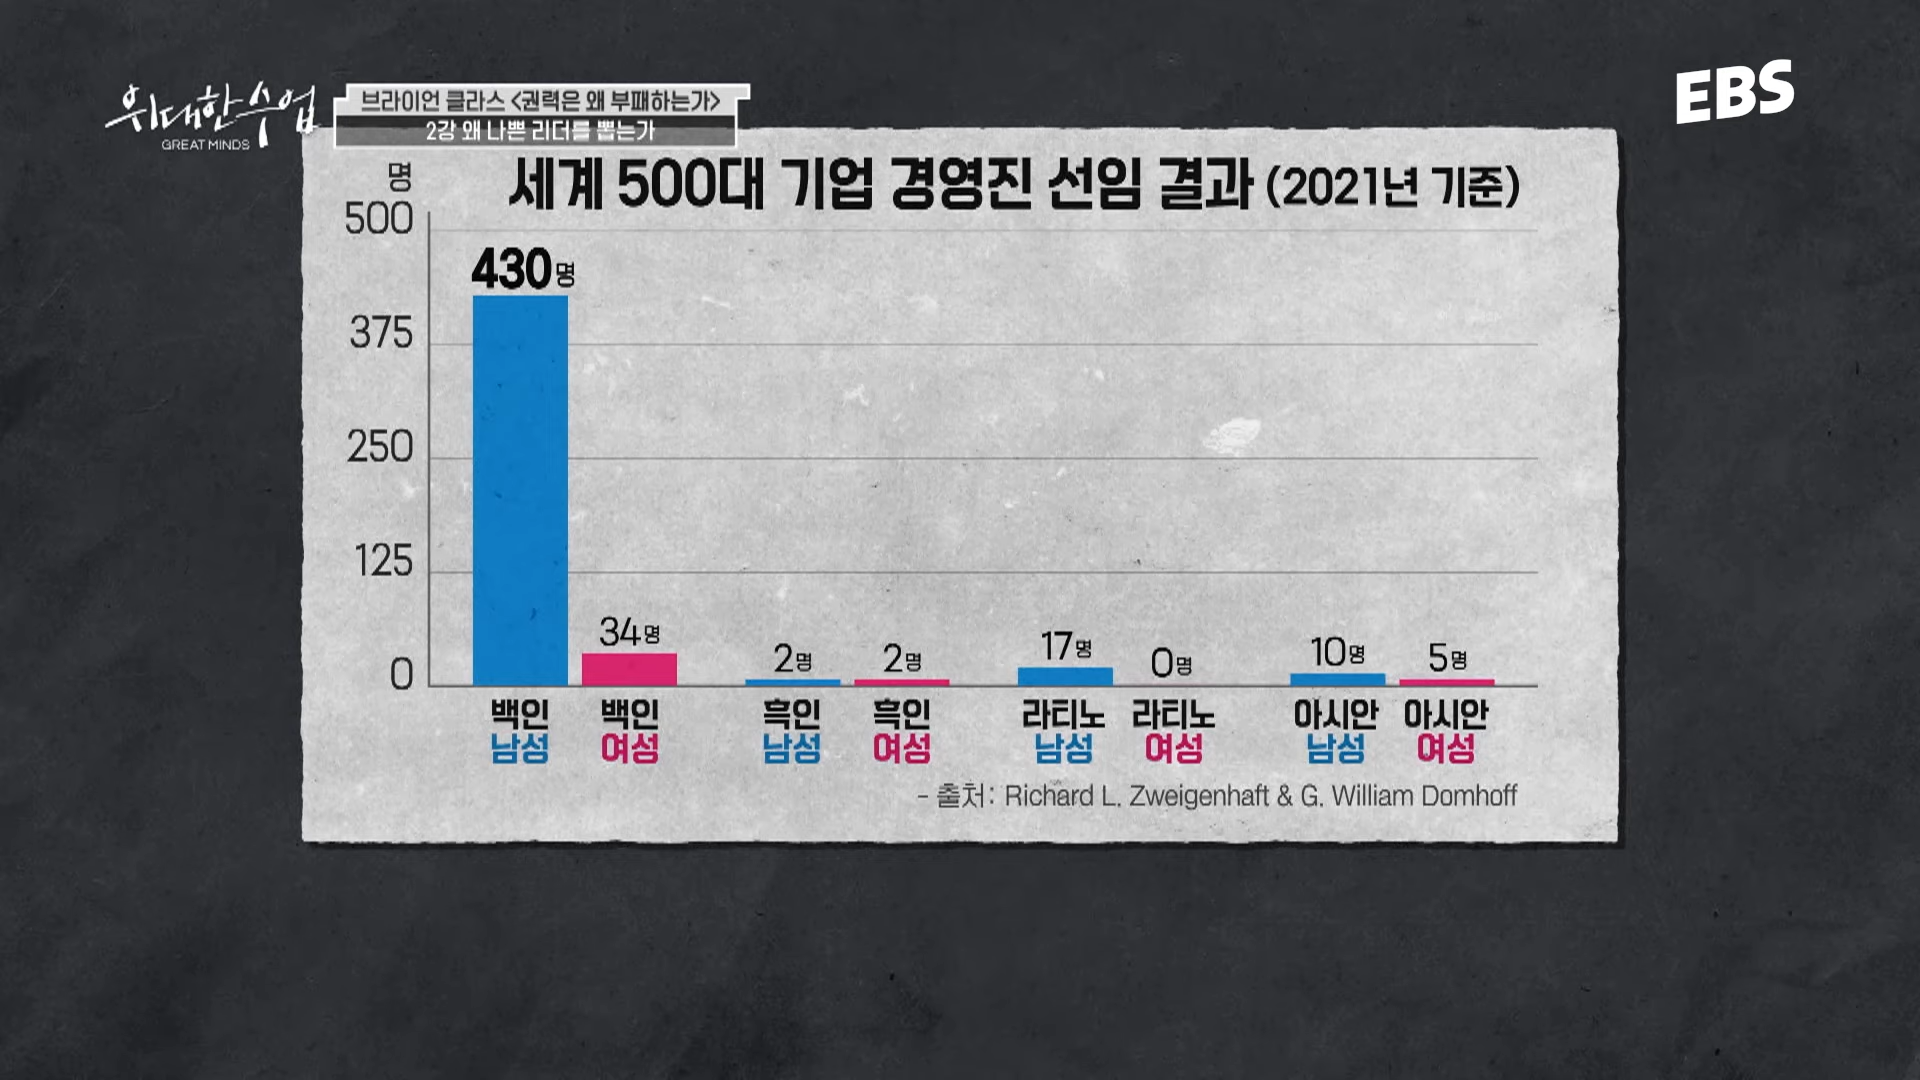 위대한 수업
GREAT MINDS
브라이언 클라스 <권력은 왜 부패하는가>
2강 왜 나쁜 리더를 뽑는가
EBS
세계 500대 기업 경영진 선임 결과 (2021년 기준)
명
500
375
250
125
0
430명
34명
2명
2명
17명
0명
10명
5명
백인 남성
백인 여성
흑인 남성
흑인 여성
라티노 남성
라티노 여성
아시안 남성
아시안 여성
- 출처: Richard L. Zweigenhaft & G. William Domhoff